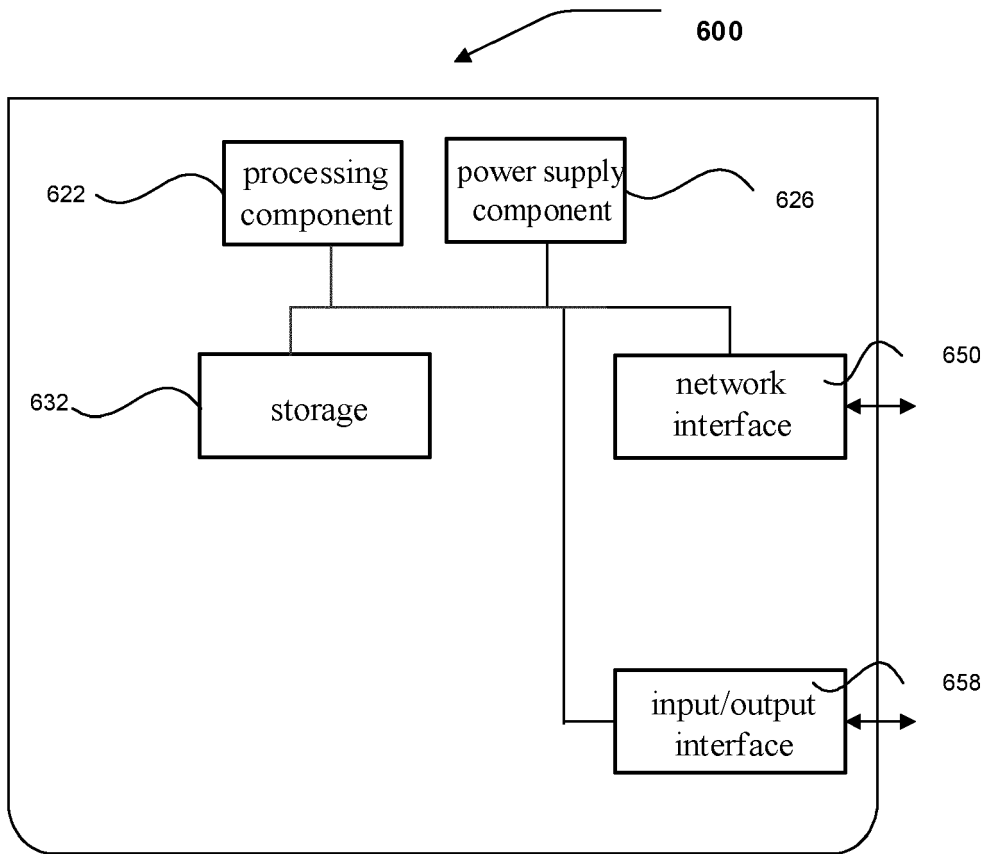 600
processing
component
622
power supply
component
626
storage
632
network
interface
650
input/output
interface
658